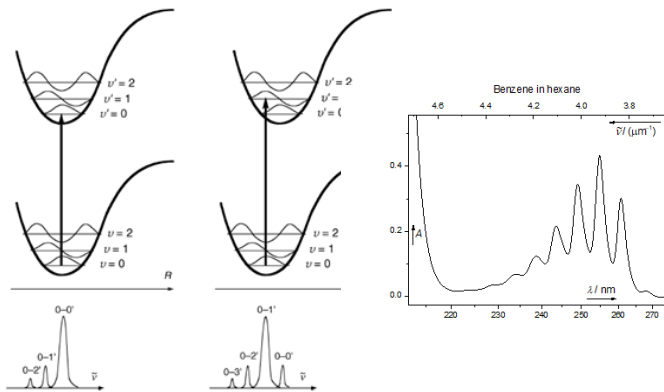 υ' = 2
υ' = 1
υ' = 0
υ = 2
υ = 1
υ = 0
0–0'
0–1'
0–2'
ν̃
υ' = 2
υ' =
υ' = (
υ = 2
υ = 1
υ = 0
R
0–1'
0–2'
0–0'
0–3'
ν̃
Benzene in hexane
4.6 4.4 4.2 4.0 3.8
ν̃/ (µm⁻¹)
0.4
0.2
A
λ / nm
0.0
220 230 240 250 260 270